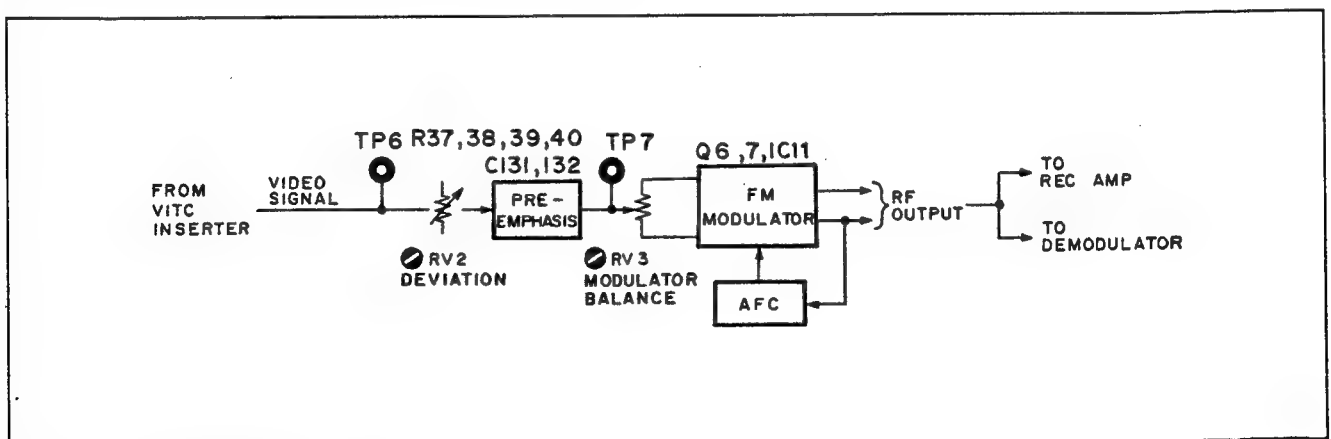 TP6 R37,38,39,40
C131,132
TP7
Q6,7,IC11
FROM
VITC
INSERTER
VIDEO
SIGNAL
PRE-
EMPHASIS
FM
MODULATOR
RF
OUTPUT
TO
REC AMP
TO
DEMODULATOR
RV2
DEVIATION
RV3
MODULATOR
BALANCE
AFC